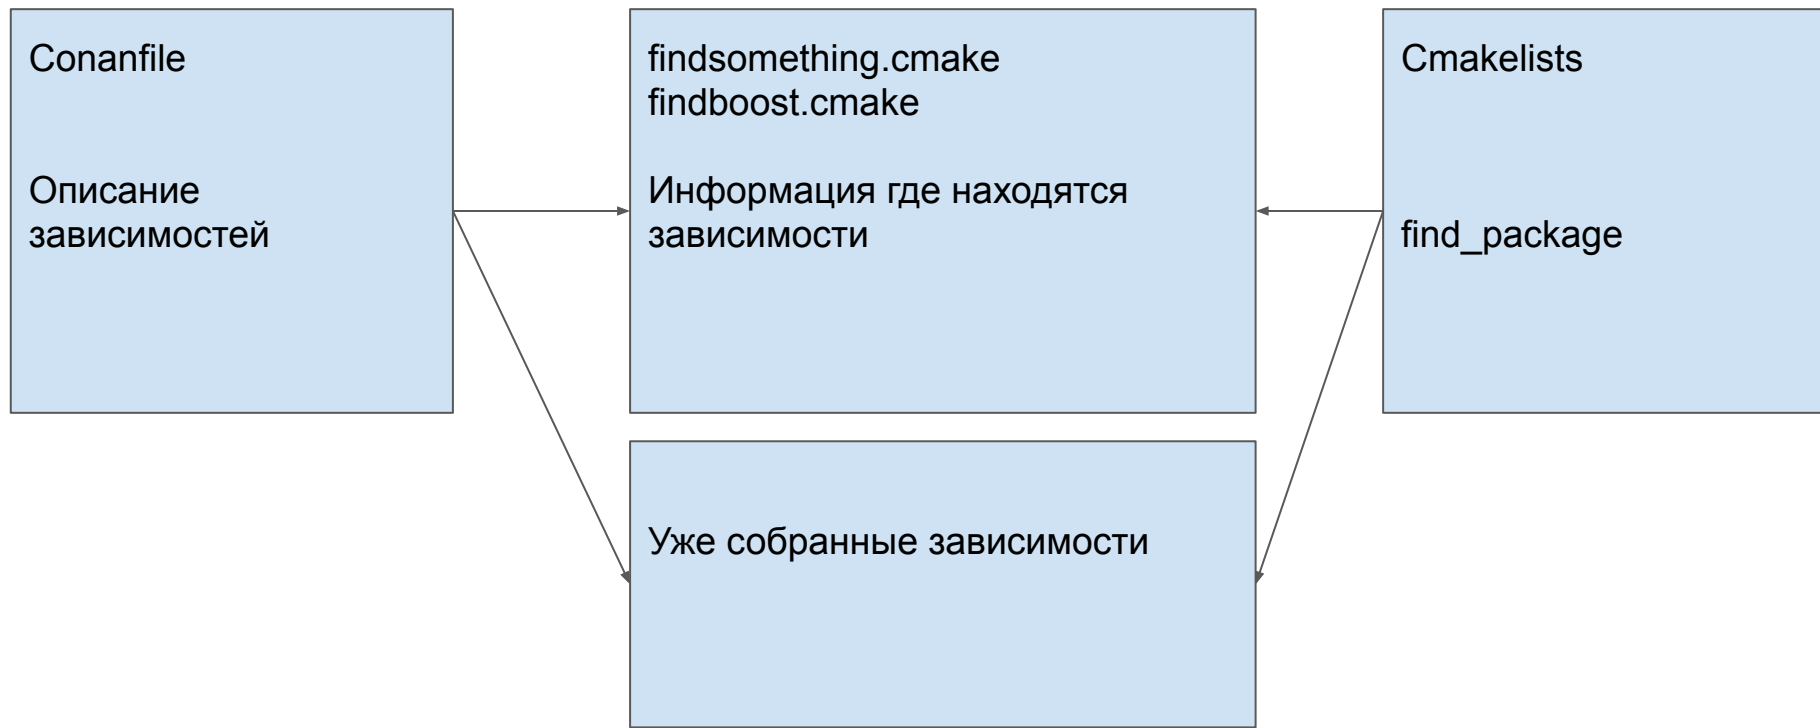 Conanfile
Описание
зависимостей
findsomething.cmake
findboost.cmake
Информация где находятся
зависимости
Cmakelists
find_package
Уже собранные зависимости